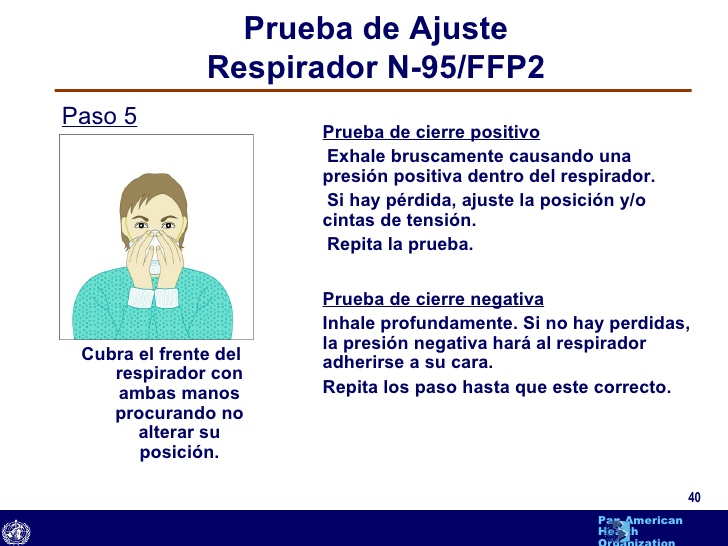 Prueba de Ajuste
Respirador N-95/FFP2
Paso 5
Cubra el frente del
respirador con
ambas manos
procurando no
alterar su
posición.
Prueba de cierre positivo
Exhale bruscamente causando una
presión positiva dentro del respirador.
Si hay pérdida, ajuste la posición y/o
cintas de tensión.
Repita la prueba.
Prueba de cierre negativa
Inhale profundamente. Si no hay perdidas,
la presión negativa hará al respirador
adherirse a su cara.
Repita los paso hasta que este correcto.
40
Pan American
Health
Organization